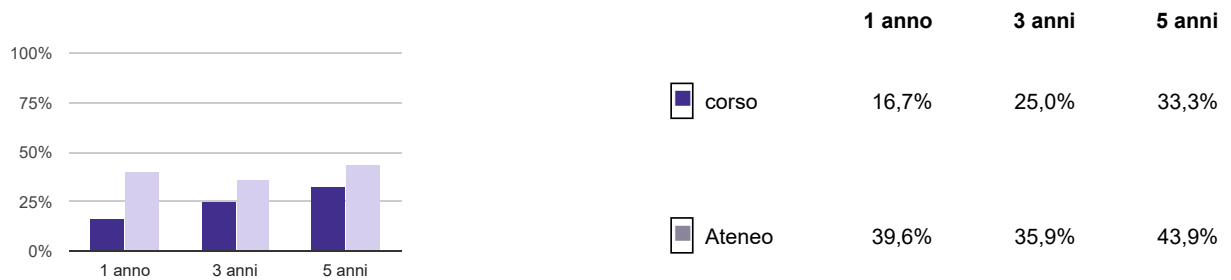 100%
75%
50%
25%
0%
1 anno 3 anni 5 anni
1 anno 3 anni 5 anni
corso 16,7% 25,0% 33,3%
Ateneo 39,6% 35,9% 43,9%